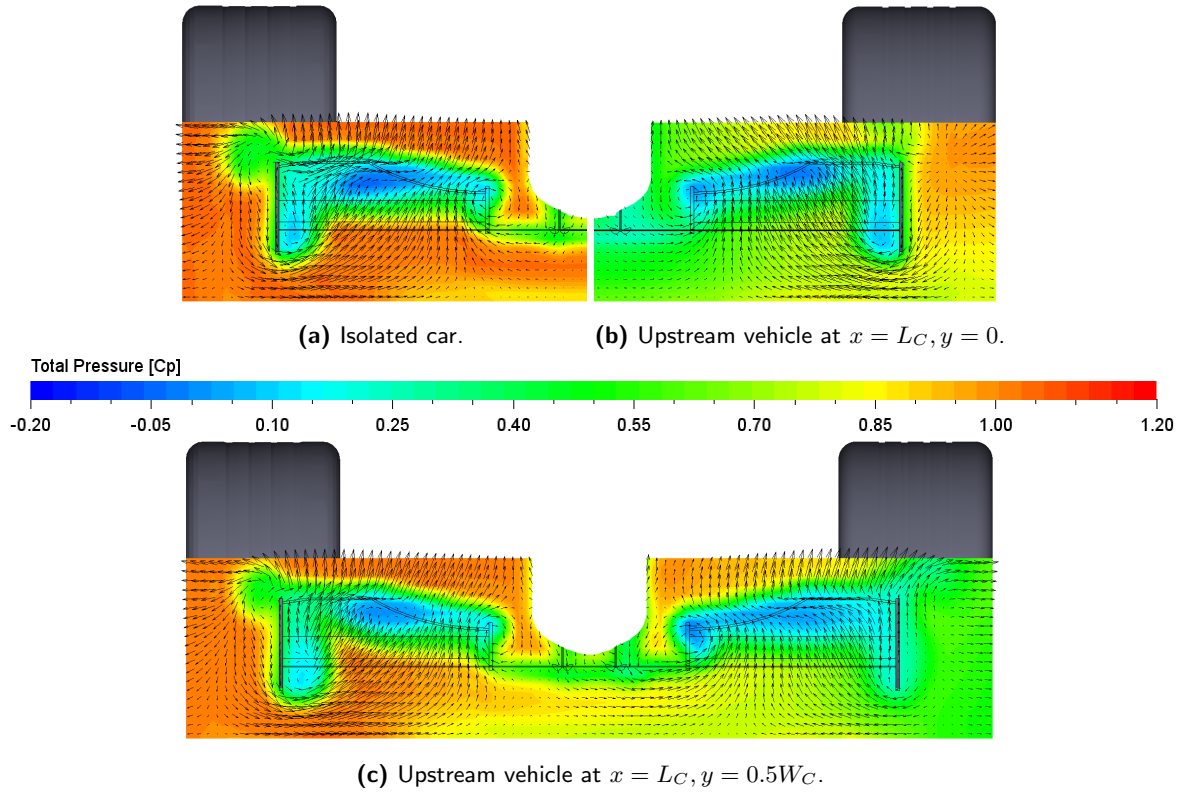 (a) Isolated car.
(b) Upstream vehicle at x = L_C, y = 0.
Total Pressure [Cp]
-0.20 -0.05 0.10 0.25 0.40 0.55 0.70 0.85 1.00 1.20
(c) Upstream vehicle at x = L_C, y = 0.5W_C.